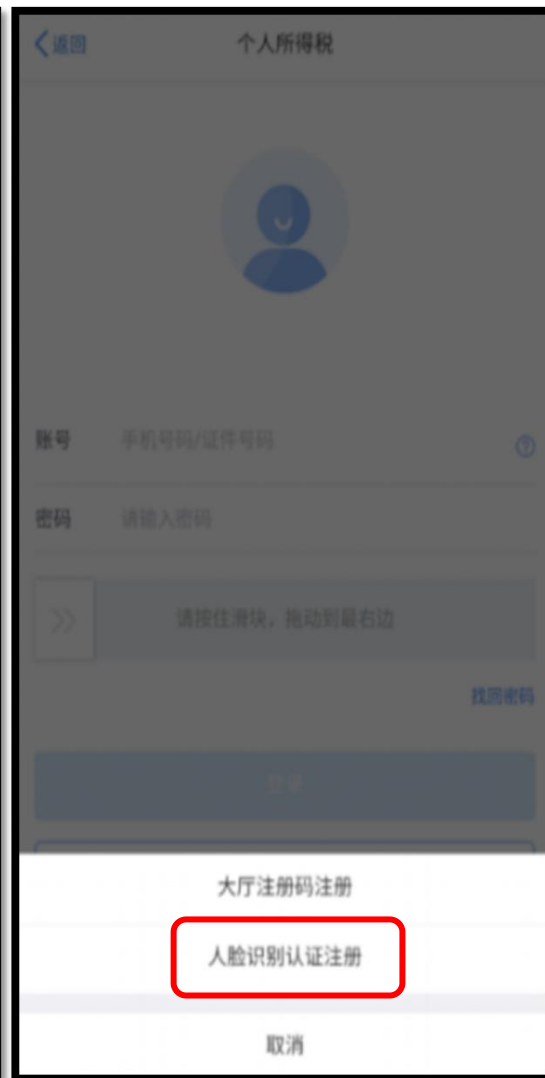 返回
个人所得税
账号 手机号码/证件号码
密码 请输入密码
请按住滑块，拖动到最右边
找回密码
登录
大厅注册码注册
人脸识别认证注册
取消